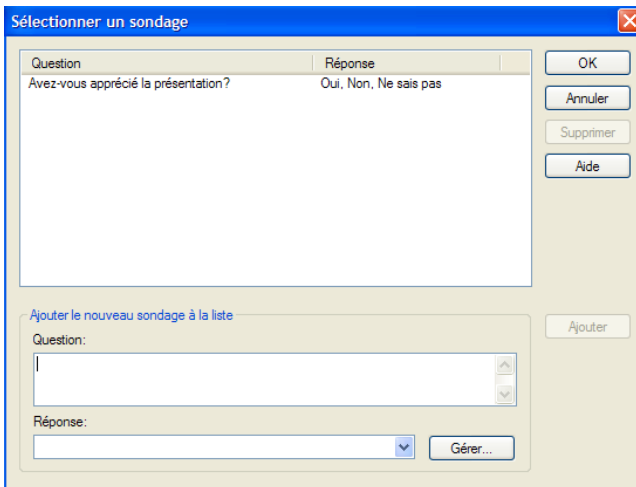 Sélectionner un sondage
Question Réponse
Avez-vous apprécié la présentation? Oui, Non, Ne sais pas
OK
Annuler
Supprimer
Aide
Ajouter le nouveau sondage à la liste
Ajouter
Question:
Réponse:
Gérer...